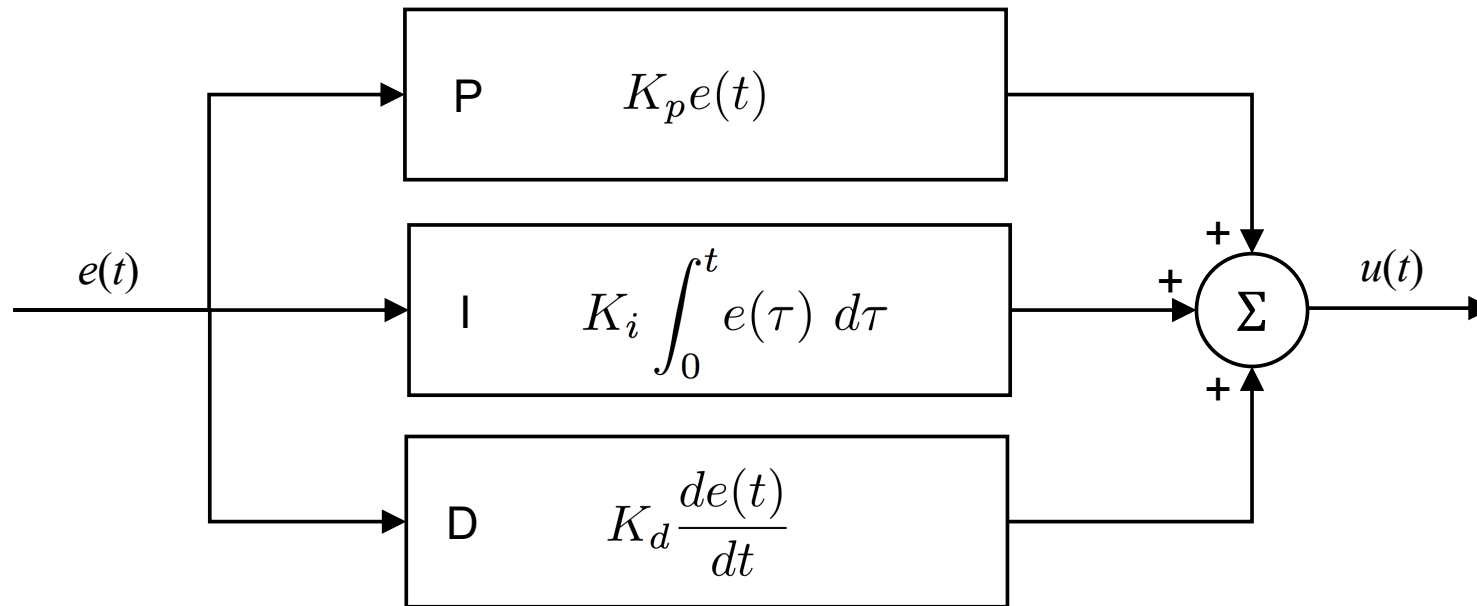 P K_p e(t)
e(t)
I K_i ∫_0^t e(τ) dτ
D K_d de(t)/dt
+
+
+
Σ
u(t)